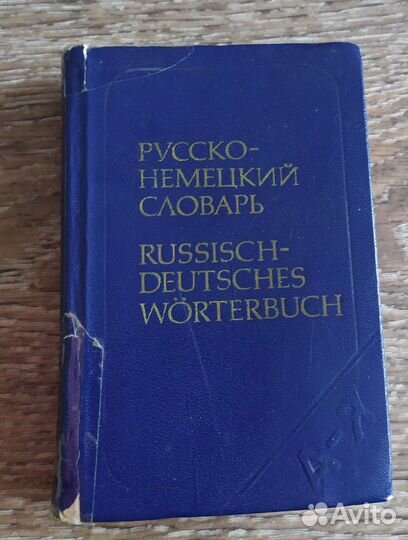 РУССКО-
НЕМЕЦКИЙ
СЛОВАРЬ
RUSSISCH-
DEUTSCHES
WÖRTERBUCH
А-Я
Avito